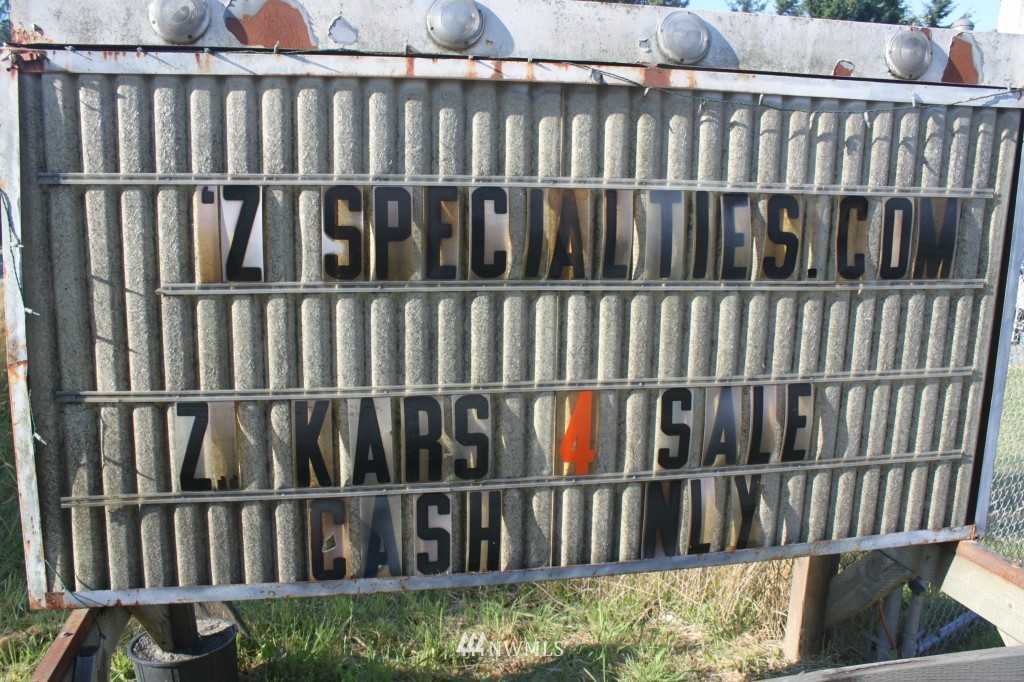 'Z SPECIALTIES.COM
Z... KARS 4 SALE
CASH NLY
NWMLS